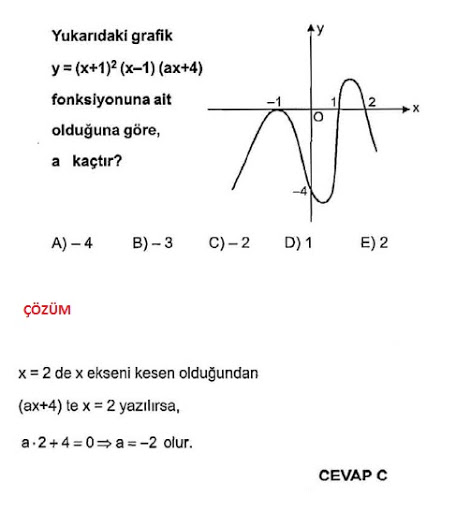 Yukarıdaki grafik
y = (x+1)² (x–1) (ax+4)
fonksiyonuna ait
olduğuna göre,
a kaçtır?
y
–1 1 2 x
O
–4
A) – 4 B) – 3 C) – 2 D) 1 E) 2
ÇÖZÜM
x = 2 de x ekseni kesen olduğundan
(ax+4) te x = 2 yazılırsa,
a · 2 + 4 = 0 ⇒ a = –2 olur.
CEVAP C